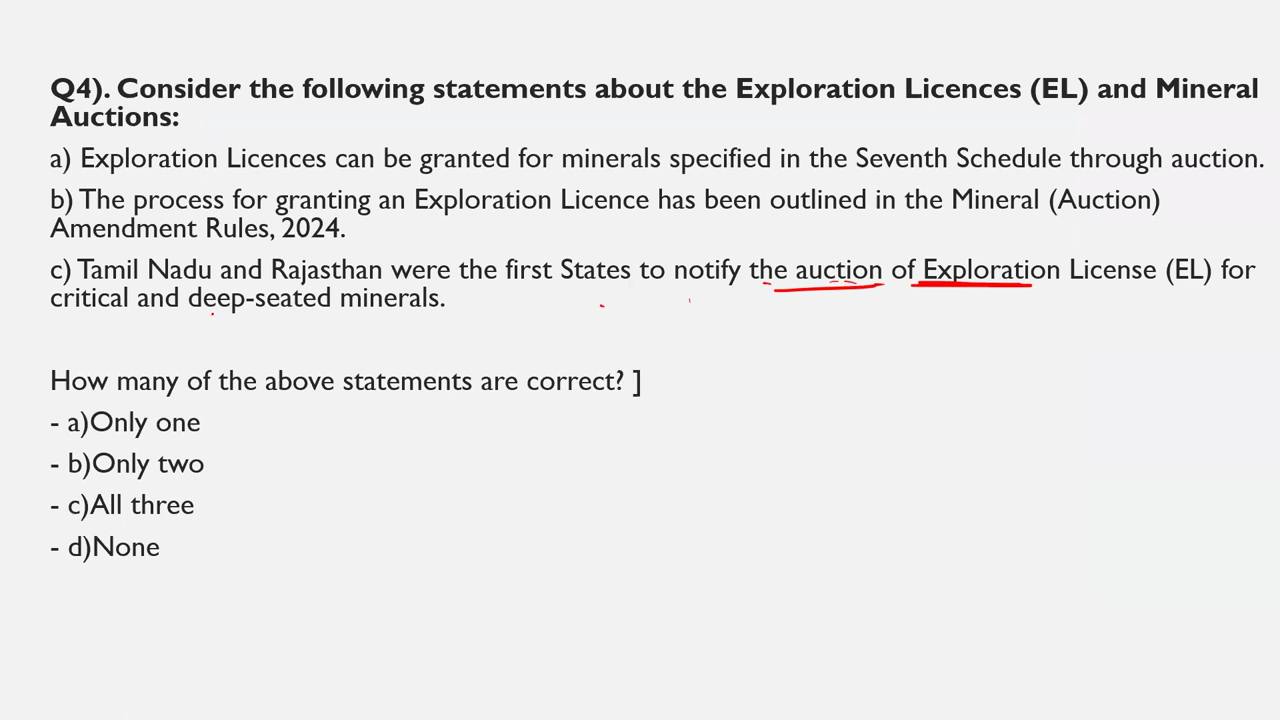 Q4). Consider the following statements about the Exploration Licences (EL) and Mineral
Auctions:
a) Exploration Licences can be granted for minerals specified in the Seventh Schedule through auction.
b) The process for granting an Exploration Licence has been outlined in the Mineral (Auction)
Amendment Rules, 2024.
c) Tamil Nadu and Rajasthan were the first States to notify the auction of Exploration License (EL) for
critical and deep-seated minerals.
How many of the above statements are correct? ]
- a)Only one
- b)Only two
- c)All three
- d)None